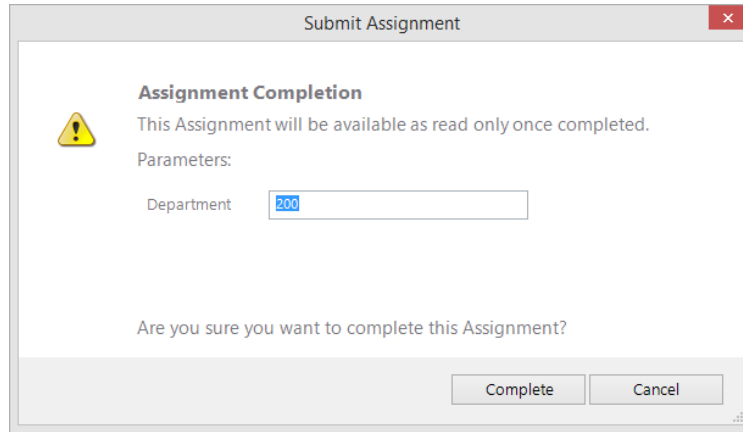 Submit Assignment
Assignment Completion
This Assignment will be available as read only once completed.
Parameters:
Department 200
Are you sure you want to complete this Assignment?
Complete Cancel